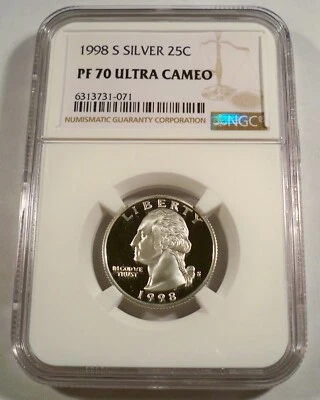 1998 S SILVER 25C
PF 70 ULTRA CAMEO
6313731-071
NUMISMATIC GUARANTY CORPORATION
NGC
LIBERTY
IN GOD WE
TRUST
S
1998